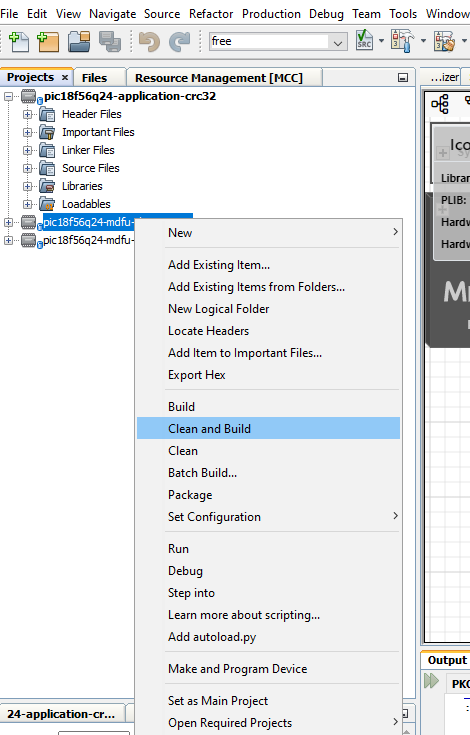 File Edit View Navigate Source Refactor Production Debug Team Tools Window
free
SRC
Projects × Files Resource Management [MCC] ...izer
pic18f56q24-application-crc32
Header Files
Important Files
Linker Files
Source Files
Libraries
Loadables
pic18f56q24-mdfu-
pic18f56q24-mdfu-
New
Add Existing Item...
Add Existing Items from Folders...
New Logical Folder
Locate Headers
Add Item to Important Files...
Export Hex
Build
Clean and Build
Clean
Batch Build...
Package
Set Configuration
Run
Debug
Step into
Learn more about scripting...
Add autoload.py
Make and Program Device
Set as Main Project
Open Required Projects
Ico
Librar
PLIB:
Hardw
Hardw
Output
PKO
24-application-cr...